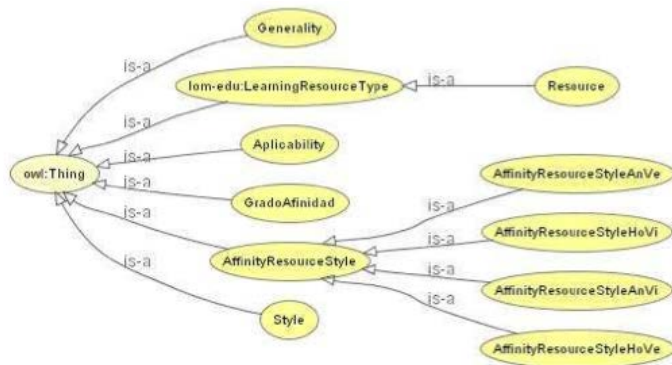 Generality
is-a
lom-edu:LearningResourceType
is-a
Resource
is-a
Aplicability
is-a
owl:Thing
is-a
GradoAfinidad
AffinityResourceStyleAnVe
is-a
is-a
AffinityResourceStyleHoVi
is-a
AffinityResourceStyle
is-a
AffinityResourceStyleAnVi
is-a
is-a
Style
AffinityResourceStyleHoVe